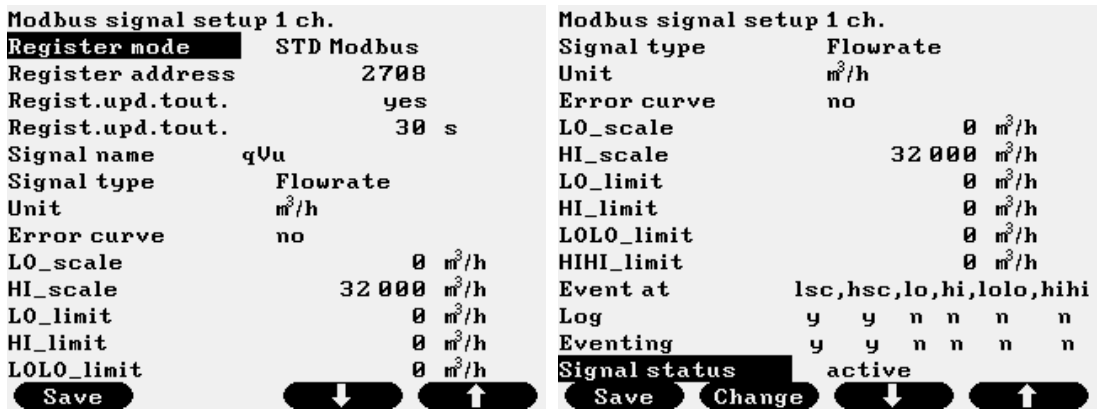 Modbus signal setup 1 ch.
Register mode STD Modbus
Register address 2708
Regist.upd.tout. yes
Regist.upd.tout. 30 s
Signal name qVu
Signal type Flowrate
Unit m³/h
Error curve no
LO_scale 0 m³/h
HI_scale 32 000 m³/h
LO_limit 0 m³/h
HI_limit 0 m³/h
LOLO_limit 0 m³/h
Save
Modbus signal setup 1 ch.
Signal type Flowrate
Unit m³/h
Error curve no
LO_scale 0 m³/h
HI_scale 32 000 m³/h
LO_limit 0 m³/h
HI_limit 0 m³/h
LOLO_limit 0 m³/h
HIHI_limit 0 m³/h
Event at lsc,hsc,lo,hi,lolo,hihi
Log y y n n n n
Eventing y y n n n n
Signal status active
Save Change